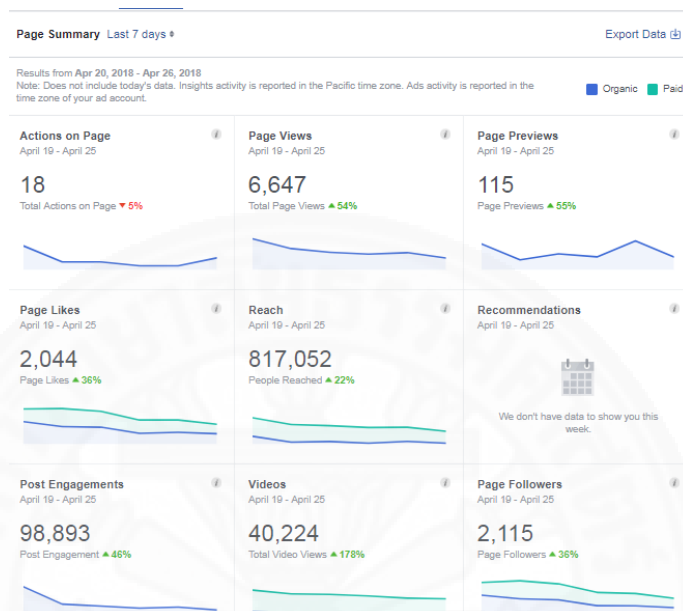 Page Summary Last 7 days
Export Data
Results from Apr 20, 2018 - Apr 26, 2018
Note: Does not include today's data. Insights activity is reported in the Pacific time zone. Ads activity is reported in the
time zone of your ad account.
Organic Paid
Actions on Page
April 19 - April 25
18
Total Actions on Page ▼ 5%
Page Views
April 19 - April 25
6,647
Total Page Views ▲ 54%
Page Previews
April 19 - April 25
115
Page Previews ▲ 55%
Page Likes
April 19 - April 25
2,044
Page Likes ▲ 36%
Reach
April 19 - April 25
817,052
People Reached ▲ 22%
Recommendations
April 19 - April 25
We don't have data to show you this
week.
Post Engagements
April 19 - April 25
98,893
Post Engagement ▲ 46%
Videos
April 19 - April 25
40,224
Total Video Views ▲ 178%
Page Followers
April 19 - April 25
2,115
Page Followers ▲ 36%